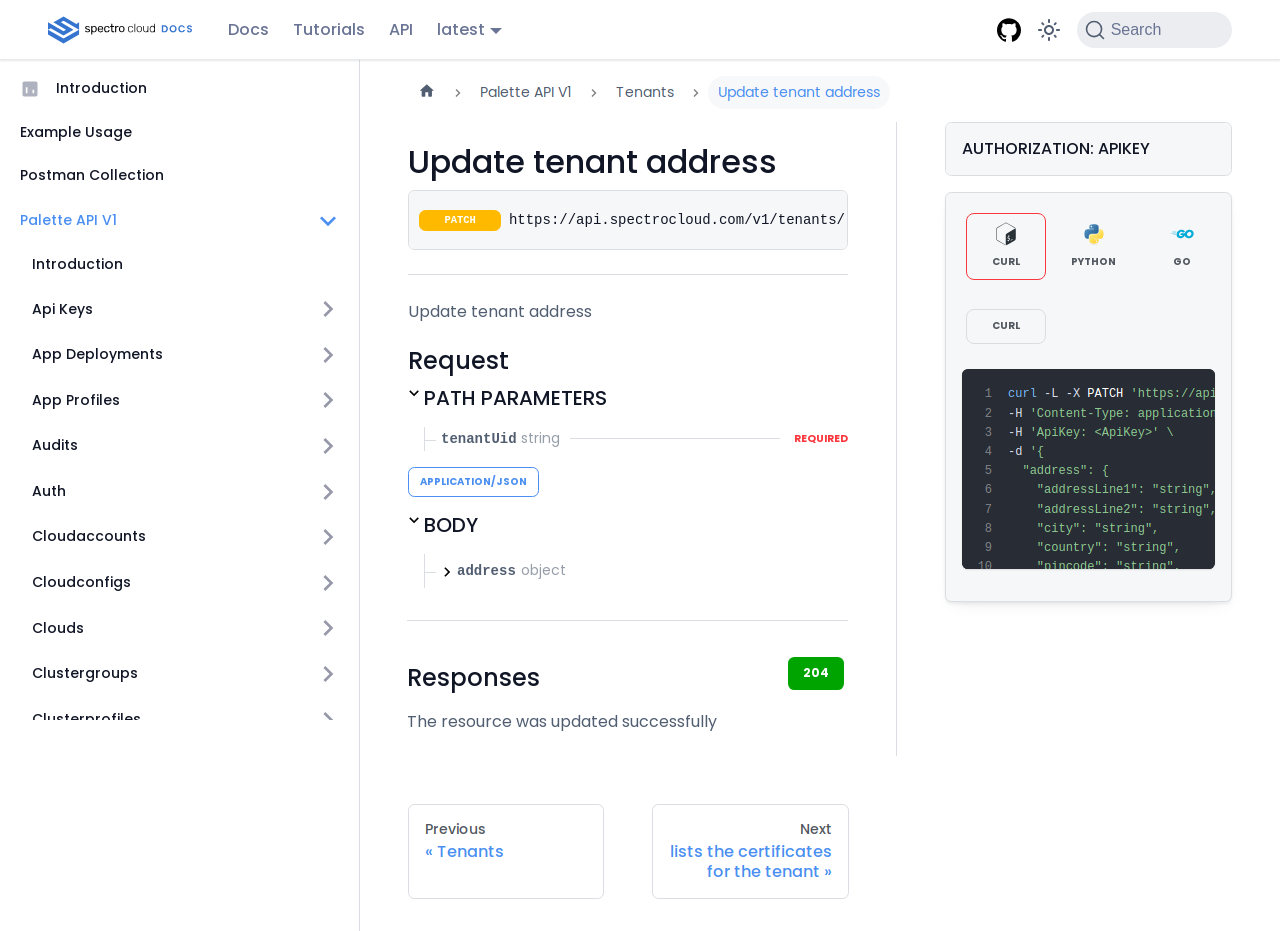 spectro cloud DOCS
Docs
Tutorials
API
latest
Search
Introduction
Example Usage
Postman Collection
Palette API V1
Introduction
Api Keys
App Deployments
App Profiles
Audits
Auth
Cloudaccounts
Cloudconfigs
Clouds
Clustergroups
Clusterprofiles
Palette API V1
Tenants
Update tenant address
Update tenant address
PATCH https://api.spectrocloud.com/v1/tenants/
Update tenant address
Request
PATH PARAMETERS
tenantUid string REQUIRED
APPLICATION/JSON
BODY
address object
Responses
204
The resource was updated successfully
Previous
« Tenants
Next
lists the certificates
for the tenant »
AUTHORIZATION: APIKEY
CURL
PYTHON
GO
CURL
1 curl -L -X PATCH 'https://api
2 -H 'Content-Type: application
3 -H 'ApiKey: <ApiKey>' \
4 -d '{
5 "address": {
6 "addressLine1": "string",
7 "addressLine2": "string",
8 "city": "string",
9 "country": "string",
10 "pincode": "string",